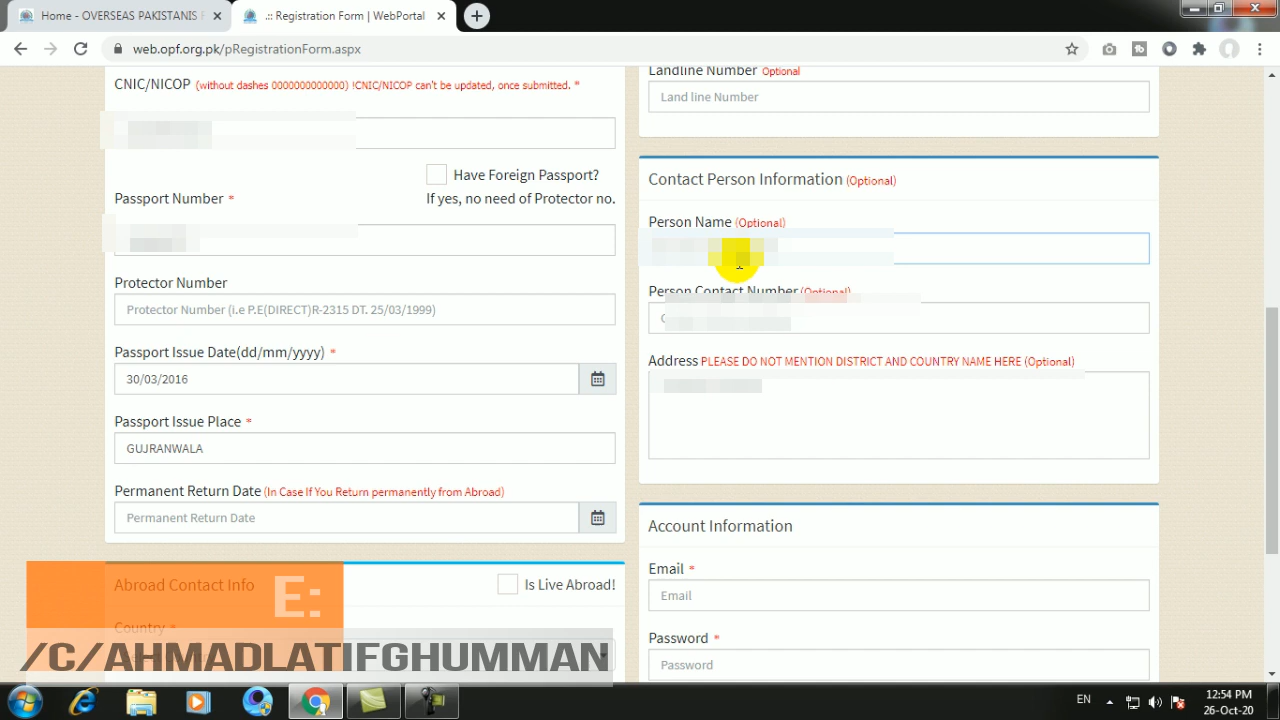 Home - OVERSEAS PAKISTANIS F
.:: Registration Form | WebPortal
web.opf.org.pk/pRegistrationForm.aspx
CNIC/NICOP (without dashes 0000000000000) !CNIC/NICOP can't be updated, once submitted. *
Have Foreign Passport?
Passport Number * If yes, no need of Protector no.
Protector Number
Protector Number (i.e P.E(DIRECT)R-2315 DT. 25/03/1999)
Passport Issue Date(dd/mm/yyyy) *
30/03/2016
Passport Issue Place *
GUJRANWALA
Permanent Return Date (In Case If You Return permanently from Abroad)
Permanent Return Date
Abroad Contact Info
Is Live Abroad!
Country *
E:
/C/AHMADLATIFGHUMMAN
Landline Number Optional
Land line Number
Contact Person Information (Optional)
Person Name (Optional)
Person Contact Number (Optional)
Address PLEASE DO NOT MENTION DISTRICT AND COUNTRY NAME HERE (Optional)
Account Information
Email *
Email
Password *
Password
EN
12:54 PM
26-Oct-20